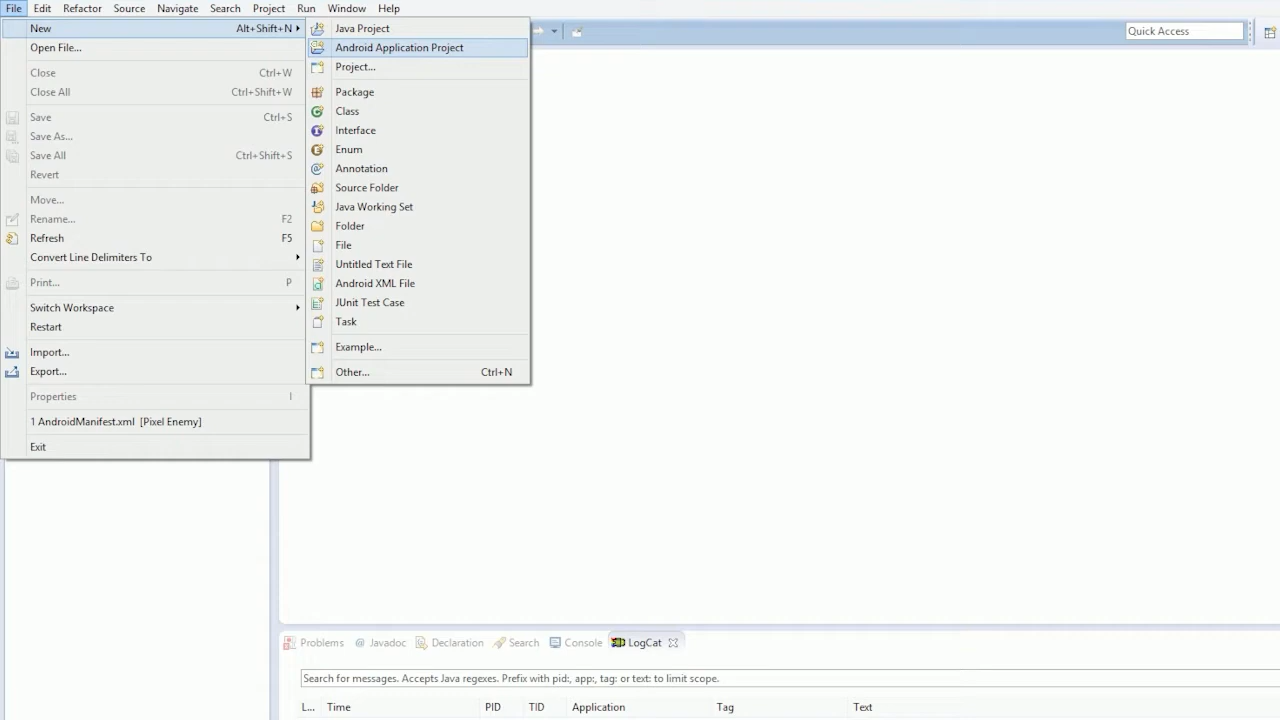 File Edit Refactor Source Navigate Search Project Run Window Help
New Alt+Shift+N
Open File...
Close Ctrl+W
Close All Ctrl+Shift+W
Save Ctrl+S
Save As...
Save All Ctrl+Shift+S
Revert
Move...
Rename... F2
Refresh F5
Convert Line Delimiters To
Print... P
Switch Workspace
Restart
Import...
Export...
Properties I
1 AndroidManifest.xml [Pixel Enemy]
Exit
Java Project
Android Application Project
Project...
Package
Class
Interface
Enum
Annotation
Source Folder
Java Working Set
Folder
File
Untitled Text File
Android XML File
JUnit Test Case
Task
Example...
Other... Ctrl+N
Quick Access
Problems Javadoc Declaration Search Console LogCat
Search for messages. Accepts Java regexes. Prefix with pid:, app:, tag: or text: to limit scope.
L... Time PID TID Application Tag Text